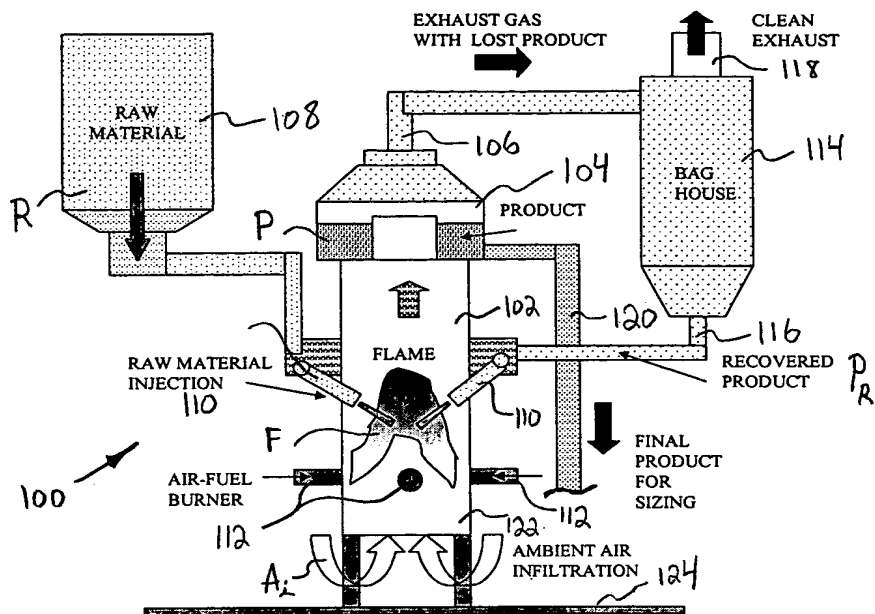 EXHAUST GAS
WITH LOST PRODUCT
CLEAN
EXHAUST
118
RAW
MATERIAL
108
106
104
BAG
HOUSE
114
R
P
PRODUCT
102
120
116
FLAME
RAW MATERIAL
INJECTION
110
RECOVERED
PRODUCT
P_R
110
F
100
AIR-FUEL
BURNER
FINAL
PRODUCT
FOR
SIZING
112
122
112
A_i
AMBIENT AIR
INFILTRATION
124